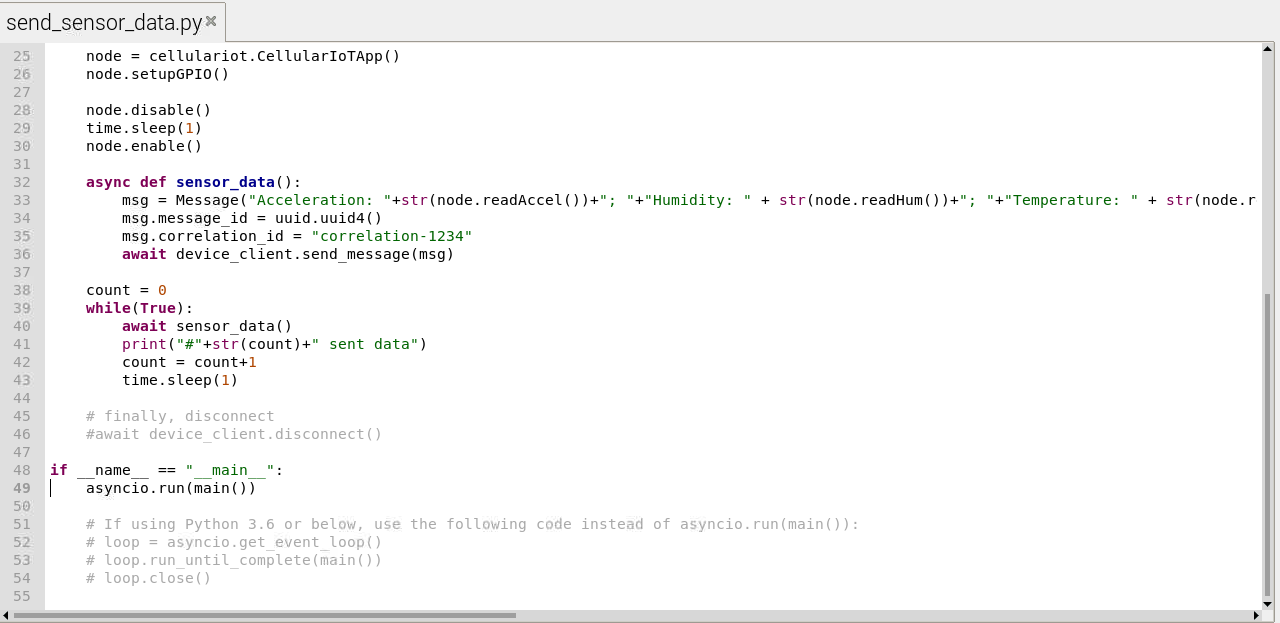 send_sensor_data.py
25     node = cellulariot.CellularIoTApp()
26     node.setupGPIO()
27
28     node.disable()
29     time.sleep(1)
30     node.enable()
31
32     async def sensor_data():
33         msg = Message("Acceleration: "+str(node.readAccel())+"; "+"Humidity: " + str(node.readHum())+"; "+"Temperature: " + str(node.r
34         msg.message_id = uuid.uuid4()
35         msg.correlation_id = "correlation-1234"
36         await device_client.send_message(msg)
37
38     count = 0
39     while(True):
40         await sensor_data()
41         print("#"+str(count)+" sent data")
42         count = count+1
43         time.sleep(1)
44
45     # finally, disconnect
46     #await device_client.disconnect()
47
48 if __name__ == "__main__":
49     asyncio.run(main())
50
51     # If using Python 3.6 or below, use the following code instead of asyncio.run(main()):
52     # loop = asyncio.get_event_loop()
53     # loop.run_until_complete(main())
54     # loop.close()
55